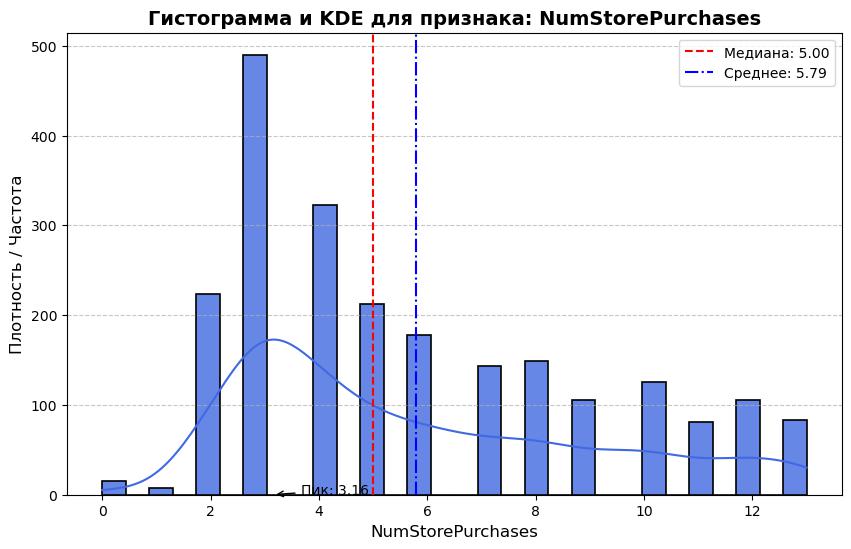 Гистограмма и KDE для признака: NumStorePurchases
Плотность / Частота
500
400
300
200
100
0
Медиана: 5.00
Среднее: 5.79
Пик: 3.16
0 2 4 6 8 10 12
NumStorePurchases